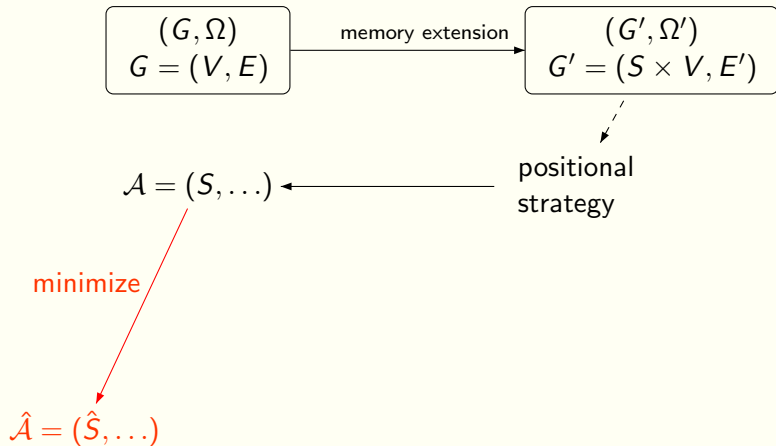 (G, Ω)
G = (V, E)
memory extension
(G′, Ω′)
G′ = (S × V, E′)
𝒜 = (S, …)
positional
strategy
minimize
𝒜̂ = (Ŝ, …)